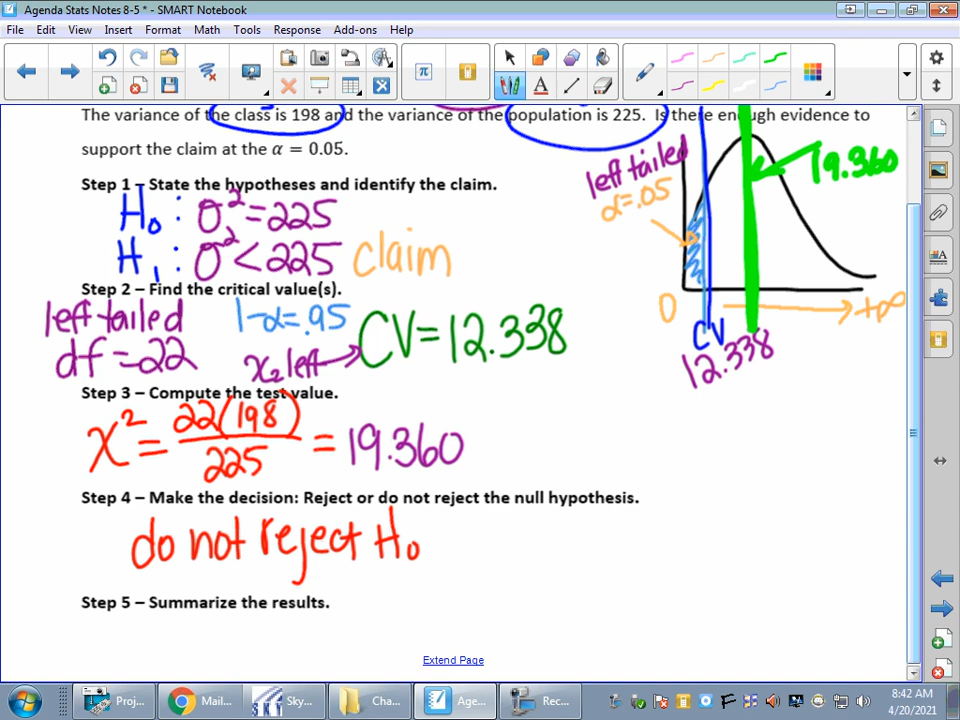 Agenda Stats Notes 8-5 * - SMART Notebook
File Edit View Insert Format Math Tools Response Add-ons Help
The variance of the class is 198 and the variance of the population is 225. Is there enough evidence to
support the claim at the α = 0.05.
left tailed
α=.05
19.360
Step 1 – State the hypotheses and identify the claim.
H₀ : σ² = 225
H₁ : σ² < 225 claim
Step 2 – Find the critical value(s).
left tailed 1-α=.95
df = 22 x₂ left → CV = 12.338
0 → +∞
CV
12.338
Step 3 – Compute the test value.
χ² = 22(198) / 225 = 19.360
Step 4 – Make the decision: Reject or do not reject the null hypothesis.
do not reject H₀
Step 5 – Summarize the results.
Extend Page
Proj... Mail... Sky... Cha... Age... Rec...
8:42 AM
4/20/2021